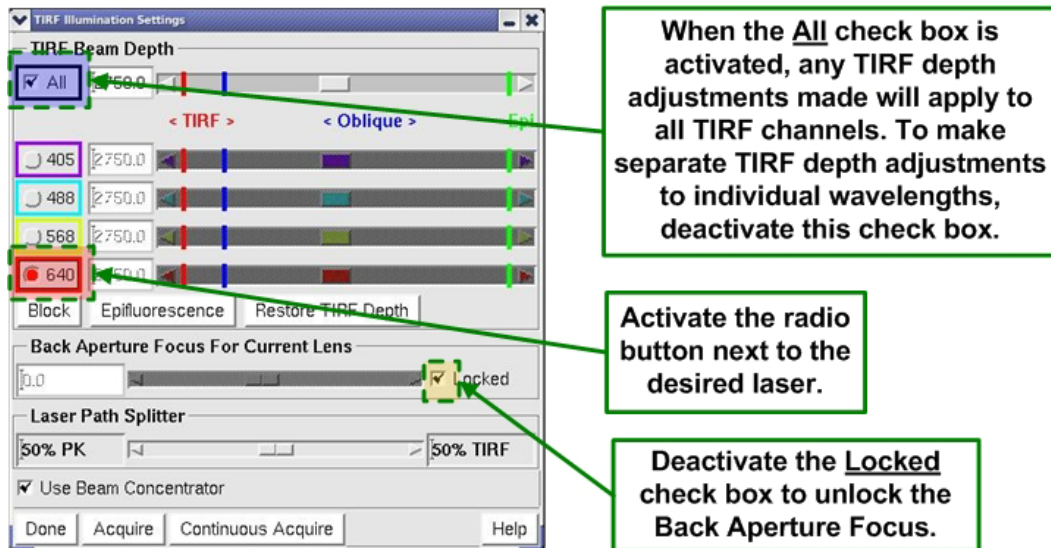 TIRF Illumination Settings
TIRF Beam Depth
All 2750.0
< TIRF > < Oblique > Epi
405 2750.0
488 2750.0
568 2750.0
640 2750.0
Block Epifluorescence Restore TIRF Depth
Back Aperture Focus For Current Lens
0.0 Locked
Laser Path Splitter
50% PK 50% TIRF
Use Beam Concentrator
Done Acquire Continuous Acquire Help
When the All check box is
activated, any TIRF depth
adjustments made will apply to
all TIRF channels. To make
separate TIRF depth adjustments
to individual wavelengths,
deactivate this check box.
Activate the radio
button next to the
desired laser.
Deactivate the Locked
check box to unlock the
Back Aperture Focus.